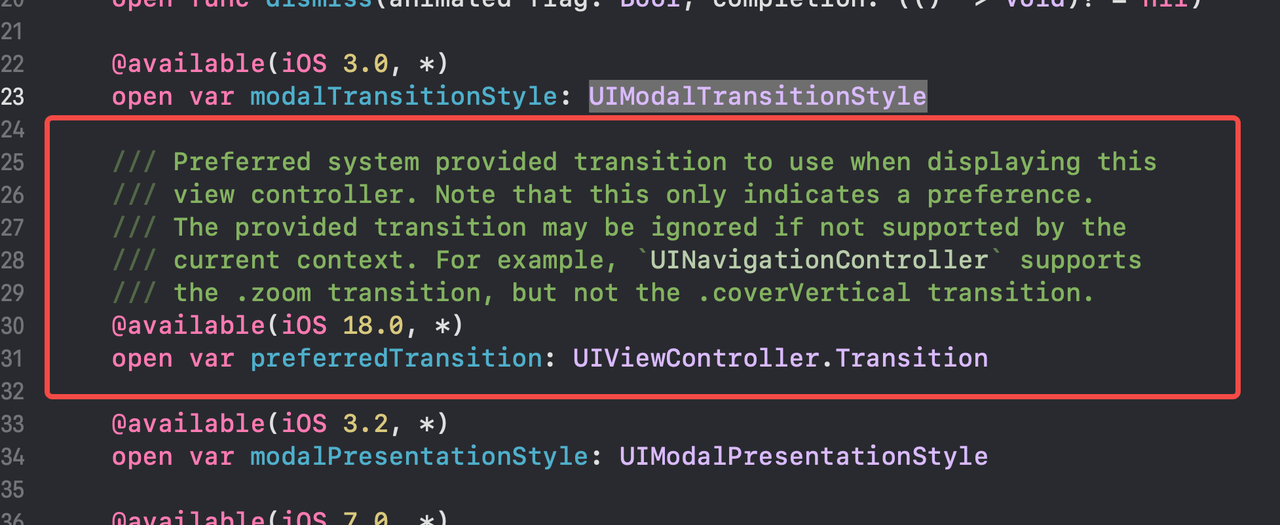 20 open func dismiss(animated flag: Bool, completion: (() -> Void)? = nil)
21
22 @available(iOS 3.0, *)
23 open var modalTransitionStyle: UIModalTransitionStyle
24
25 /// Preferred system provided transition to use when displaying this
26 /// view controller. Note that this only indicates a preference.
27 /// The provided transition may be ignored if not supported by the
28 /// current context. For example, `UINavigationController` supports
29 /// the .zoom transition, but not the .coverVertical transition.
30 @available(iOS 18.0, *)
31 open var preferredTransition: UIViewController.Transition
32
33 @available(iOS 3.2, *)
34 open var modalPresentationStyle: UIModalPresentationStyle
35
36 @available(iOS 7.0, *)